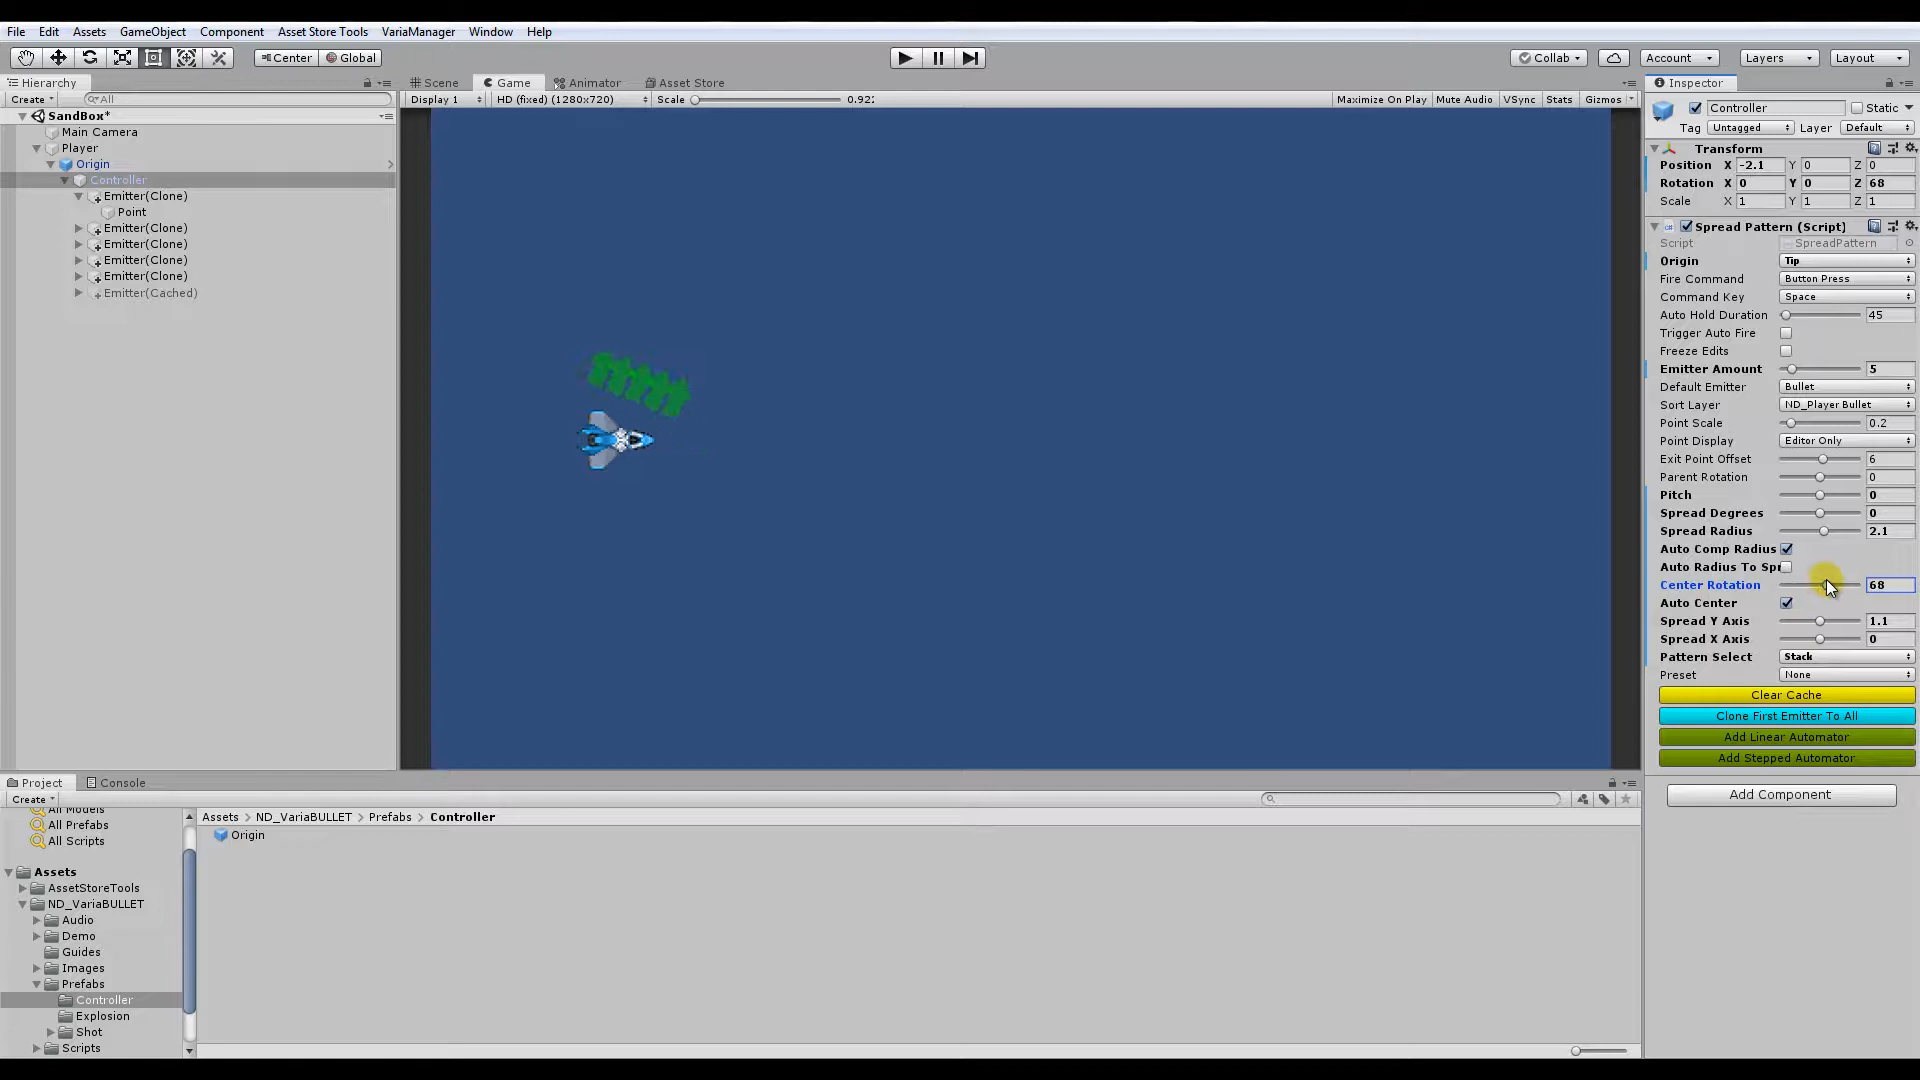 File Edit Assets GameObject Component Asset Store Tools VariaManager Window Help
Center Global Collab Account Layers Layout
Hierarchy Scene Game Animator Asset Store Inspector
Create All Display 1 HD (fixed) (1280x720) Scale 0.92 Maximize On Play Mute Audio VSync Stats Gizmos
SandBox*
Main Camera
Player
Origin
Controller
Emitter(Clone)
Point
Emitter(Clone)
Emitter(Clone)
Emitter(Clone)
Emitter(Clone)
Emitter(Cached)
Controller Static
Tag Untagged Layer Default
Transform
Position X -2.1 Y 0 Z 0
Rotation X 0 Y 0 Z 68
Scale X 1 Y 1 Z 1
Spread Pattern (Script)
Script SpreadPattern
Origin Tip
Fire Command Button Press
Command Key Space
Auto Hold Duration 45
Trigger Auto Fire
Freeze Edits
Emitter Amount 5
Default Emitter Bullet
Sort Layer ND_Player Bullet
Point Scale 0.2
Point Display Editor Only
Exit Point Offset 6
Parent Rotation 0
Pitch 0
Spread Degrees 0
Spread Radius 2.1
Auto Comp Radius
Auto Radius To Spr
Center Rotation 68
Auto Center
Spread Y Axis 1.1
Spread X Axis 0
Pattern Select Stack
Preset None
Clear Cache
Clone First Emitter To All
Add Linear Automator
Add Stepped Automator
Add Component
Project Console
Create
All Models
All Prefabs
All Scripts
Assets
AssetStoreTools
ND_VariaBULLET
Audio
Demo
Guides
Images
Prefabs
Controller
Explosion
Shot
Scripts
Assets > ND_VariaBULLET > Prefabs > Controller
Origin